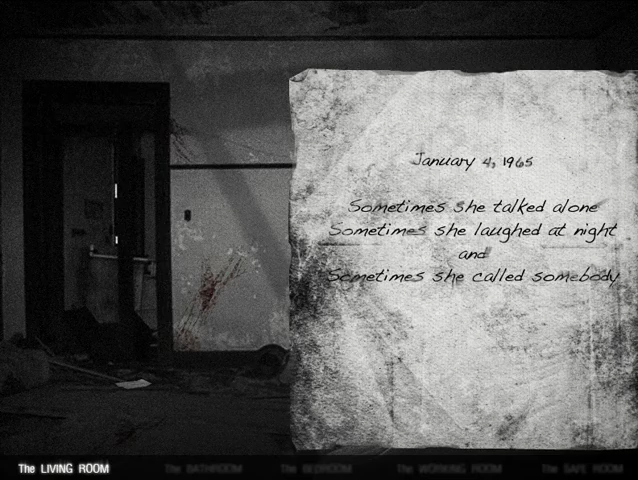 January 4, 1965
Sometimes she talked alone
Sometimes she laughed at night
and
Sometimes she called somebody
The LIVING ROOM
The BATHROOM
The BEDROOM
The WORKING ROOM
The SAFE ROOM